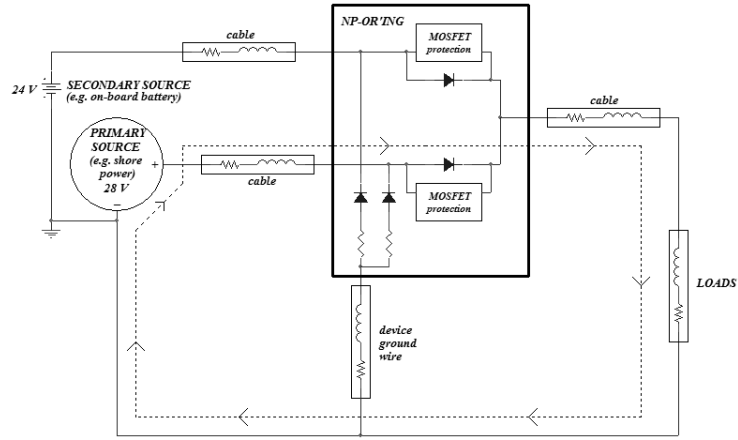 NP-OR'ING
cable
MOSFET
protection
24 V
SECONDARY SOURCE
(e.g. on-board battery)
cable
PRIMARY
SOURCE
(e.g. shore
power)
28 V
+
−
cable
MOSFET
protection
LOADS
device
ground
wire